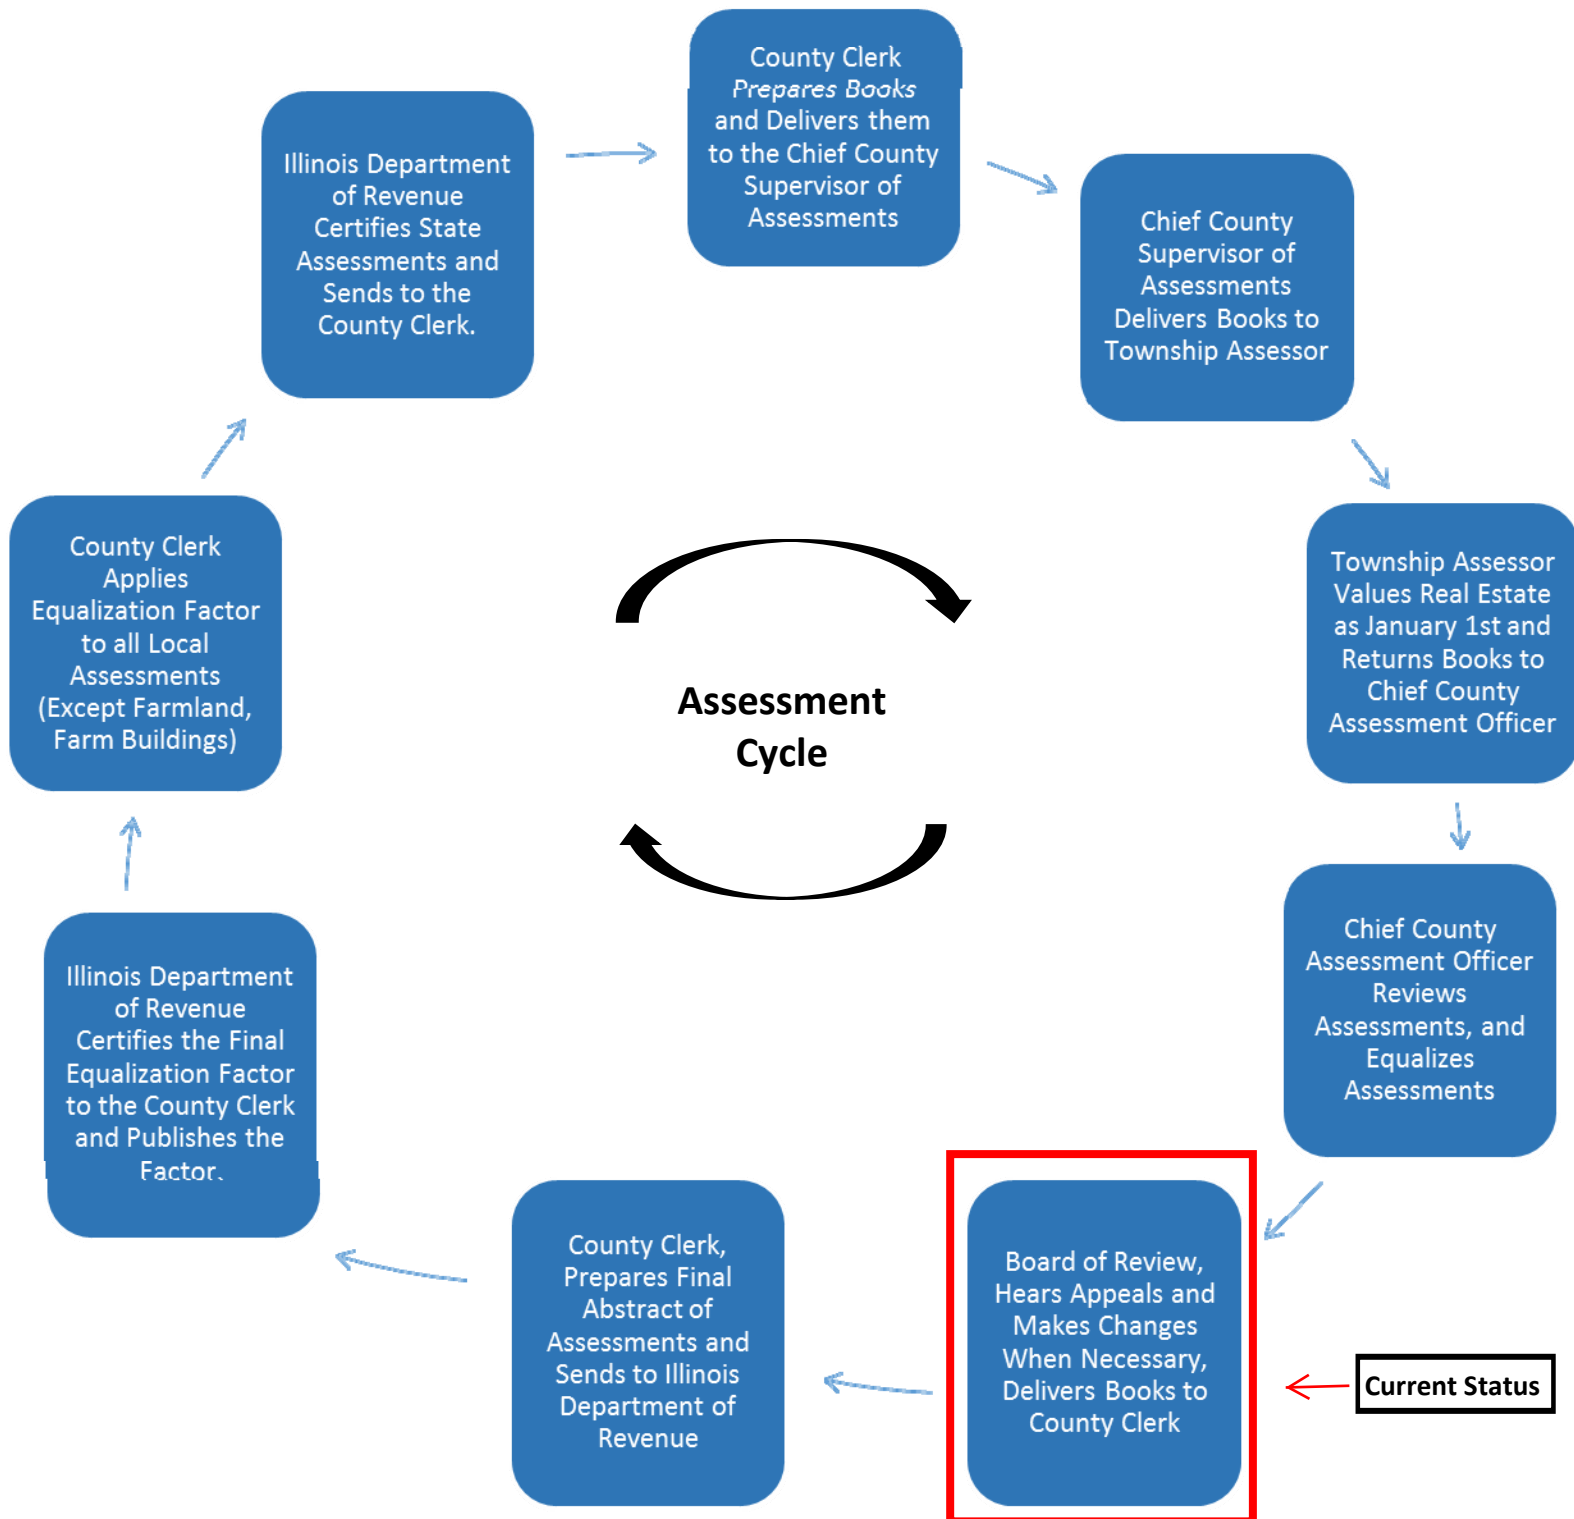 County Clerk
Prepares Books
and Delivers them
to the Chief County
Supervisor of
Assessments
Chief County
Supervisor of
Assessments
Delivers Books to
Township Assessor
Township Assessor
Values Real Estate
as January 1st and
Returns Books to
Chief County
Assessment Officer
Chief County
Assessment Officer
Reviews
Assessments, and
Equalizes
Assessments
Board of Review,
Hears Appeals and
Makes Changes
When Necessary,
Delivers Books to
County Clerk
Current Status
County Clerk,
Prepares Final
Abstract of
Assessments and
Sends to Illinois
Department of
Revenue
Illinois Department
of Revenue
Certifies the Final
Equalization Factor
to the County Clerk
and Publishes the
Factor.
County Clerk
Applies
Equalization Factor
to all Local
Assessments
(Except Farmland,
Farm Buildings)
Illinois Department
of Revenue
Certifies State
Assessments and
Sends to the
County Clerk.
Assessment
Cycle